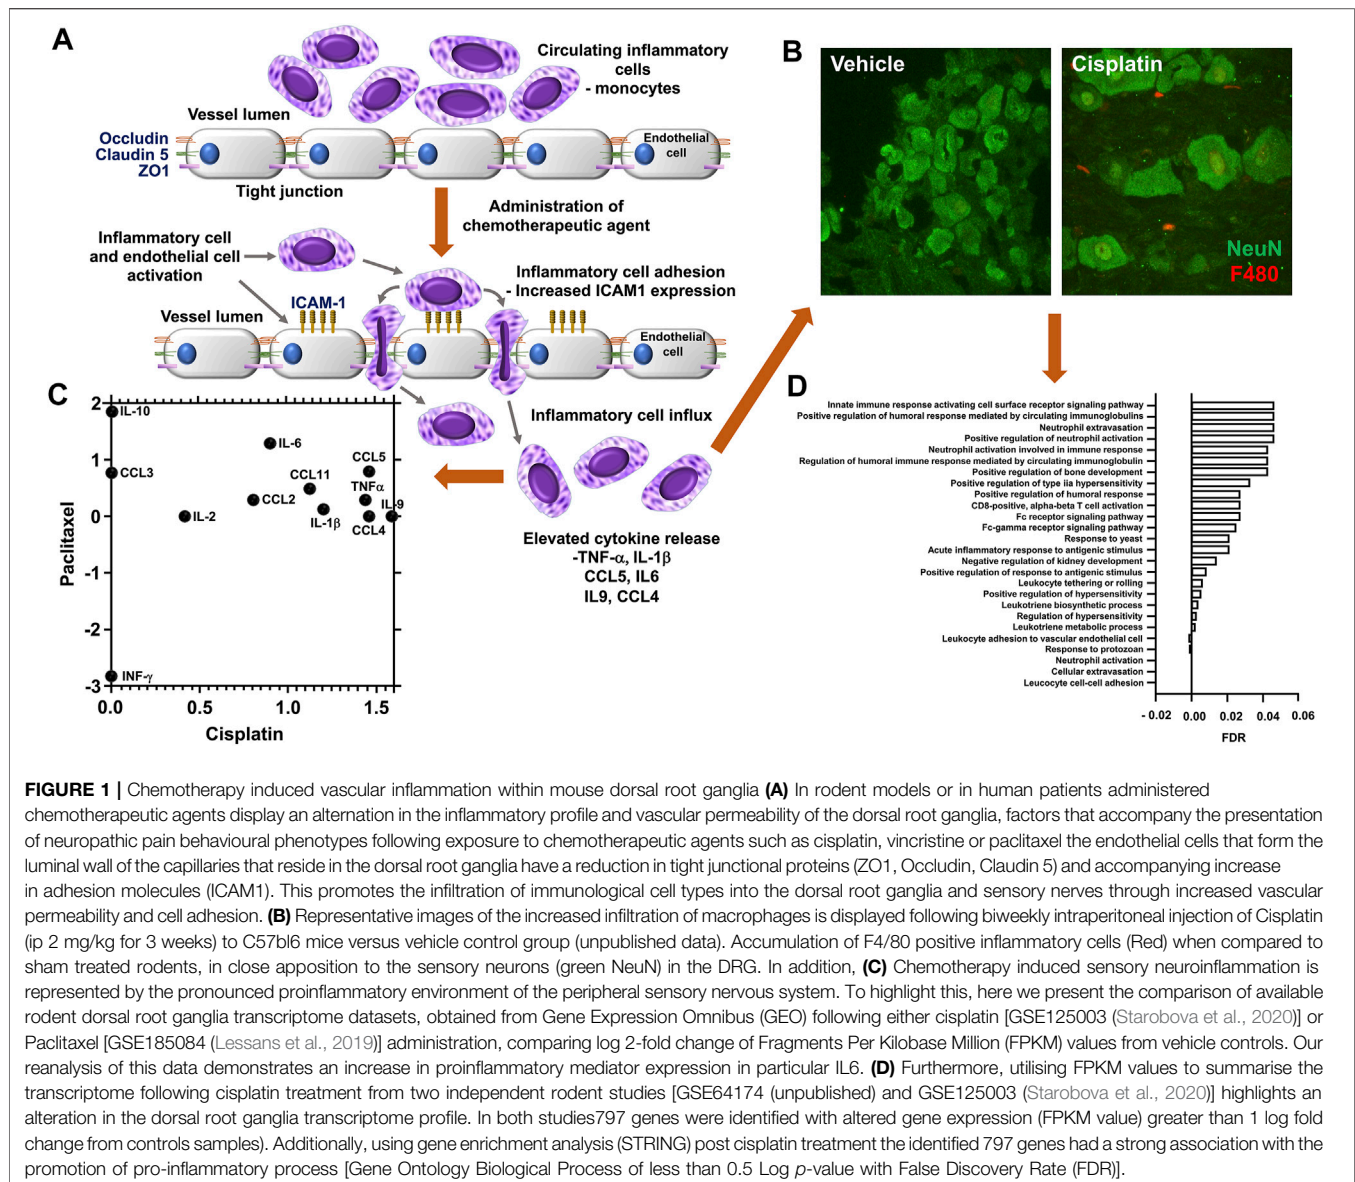 A
Circulating inflammatory
cells
- monocytes
Vessel lumen
Occludin
Claudin 5
ZO1
Endothelial
cell
Tight junction
Administration of
chemotherapeutic agent
Inflammatory cell
and endothelial cell
activation
Inflammatory cell adhesion
- Increased ICAM1 expression
ICAM-1
Vessel lumen
Endothelial
cell
Inflammatory cell influx
Elevated cytokine release
-TNF-α, IL-1β
CCL5, IL6
IL9, CCL4
B
Vehicle
Cisplatin
NeuN
F480
C
2
1
0
-1
-2
-3
Paclitaxel
IL-10
IL-6
CCL3
CCL5
CCL11
TNFα
CCL2
IL-9
IL-2
IL-1β
CCL4
INF-γ
0.0
0.5
1.0
1.5
Cisplatin
D
Innate immune response activating cell surface receptor signaling pathway
Positive regulation of humoral response mediated by circulating immunoglobulins
Neutrophil extravasation
Positive regulation of neutrophil activation
Neutrophil activation involved in immune response
Regulation of humoral immune response mediated by circulating immunoglobulin
Positive regulation of bone development
Positive regulation of type iia hypersensitivity
Positive regulation of humoral response
CD8-positive, alpha-beta T cell activation
Fc receptor signaling pathway
Fc-gamma receptor signaling pathway
Response to yeast
Acute inflammatory response to antigenic stimulus
Negative regulation of kidney development
Positive regulation of response to antigenic stimulus
Leukocyte tethering or rolling
Positive regulation of hypersensitivity
Leukotriene biosynthetic process
Regulation of hypersensitivity
Leukotriene metabolic process
Leukocyte adhesion to vascular endothelial cell
Response to protozoan
Neutrophil activation
Cellular extravasation
Leucocyte cell-cell adhesion
- 0.02 0.00 0.02 0.04 0.06
FDR
FIGURE 1 | Chemotherapy induced vascular inflammation within mouse dorsal root ganglia (A) In rodent models or in human patients administered
chemotherapeutic agents display an alternation in the inflammatory profile and vascular permeability of the dorsal root ganglia, factors that accompany the presentation
of neuropathic pain behavioural phenotypes following exposure to chemotherapeutic agents such as cisplatin, vincristine or paclitaxel the endothelial cells that form the
luminal wall of the capillaries that reside in the dorsal root ganglia have a reduction in tight junctional proteins (ZO1, Occludin, Claudin 5) and accompanying increase
in adhesion molecules (ICAM1). This promotes the infiltration of immunological cell types into the dorsal root ganglia and sensory nerves through increased vascular
permeability and cell adhesion. (B) Representative images of the increased infiltration of macrophages is displayed following biweekly intraperitoneal injection of Cisplatin
(ip 2 mg/kg for 3 weeks) to C57bl6 mice versus vehicle control group (unpublished data). Accumulation of F4/80 positive inflammatory cells (Red) when compared to
sham treated rodents, in close apposition to the sensory neurons (green NeuN) in the DRG. In addition, (C) Chemotherapy induced sensory neuroinflammation is
represented by the pronounced proinflammatory environment of the peripheral sensory nervous system. To highlight this, here we present the comparison of available
rodent dorsal root ganglia transcriptome datasets, obtained from Gene Expression Omnibus (GEO) following either cisplatin [GSE125003 (Starobova et al., 2020)] or
Paclitaxel [GSE185084 (Lessans et al., 2019)] administration, comparing log 2-fold change of Fragments Per Kilobase Million (FPKM) values from vehicle controls. Our
reanalysis of this data demonstrates an increase in proinflammatory mediator expression in particular IL6. (D) Furthermore, utilising FPKM values to summarise the
transcriptome following cisplatin treatment from two independent rodent studies [GSE64174 (unpublished) and GSE125003 (Starobova et al., 2020)] highlights an
alteration in the dorsal root ganglia transcriptome profile. In both studies797 genes were identified with altered gene expression (FPKM value) greater than 1 log fold
change from controls samples). Additionally, using gene enrichment analysis (STRING) post cisplatin treatment the identified 797 genes had a strong association with the
promotion of pro-inflammatory process [Gene Ontology Biological Process of less than 0.5 Log p-value with False Discovery Rate (FDR)].